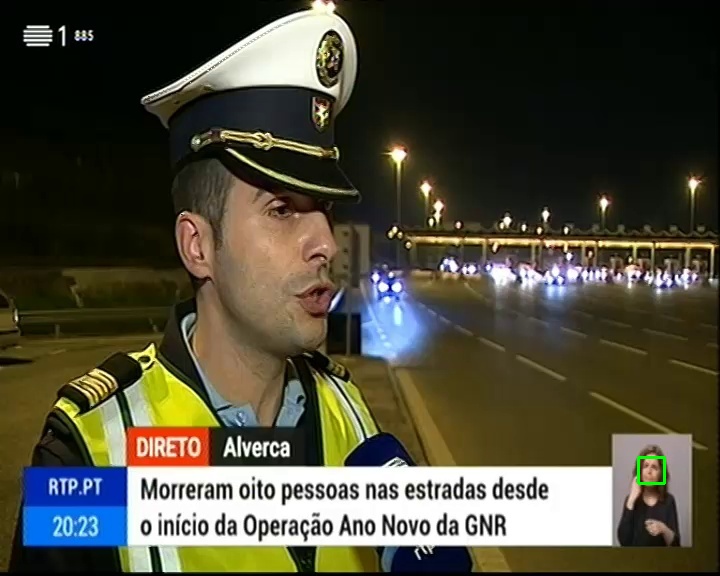 1 885
DIRETO Alverca
RTP.PT
20:23
Morreram oito pessoas nas estradas desde
o início da Operação Ano Novo da GNR
rtp